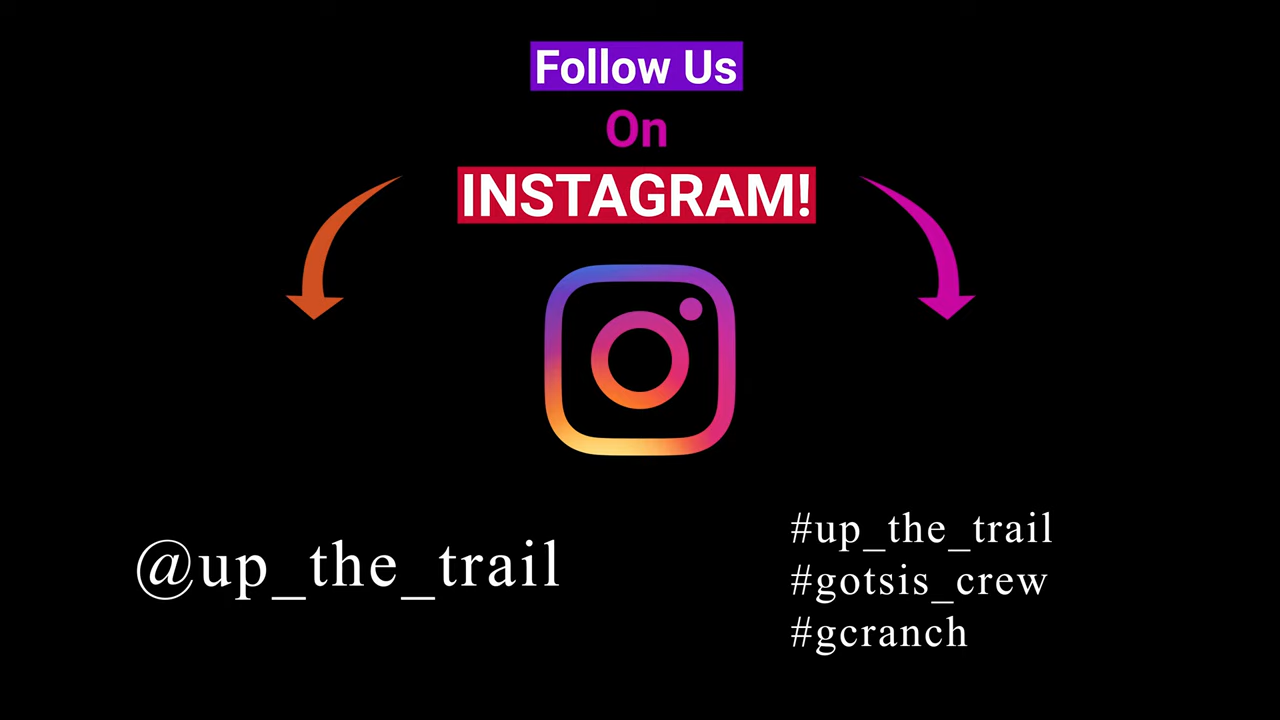 Follow Us
On
INSTAGRAM!
@up_the_trail
#up_the_trail
#gotsis_crew
#gcranch